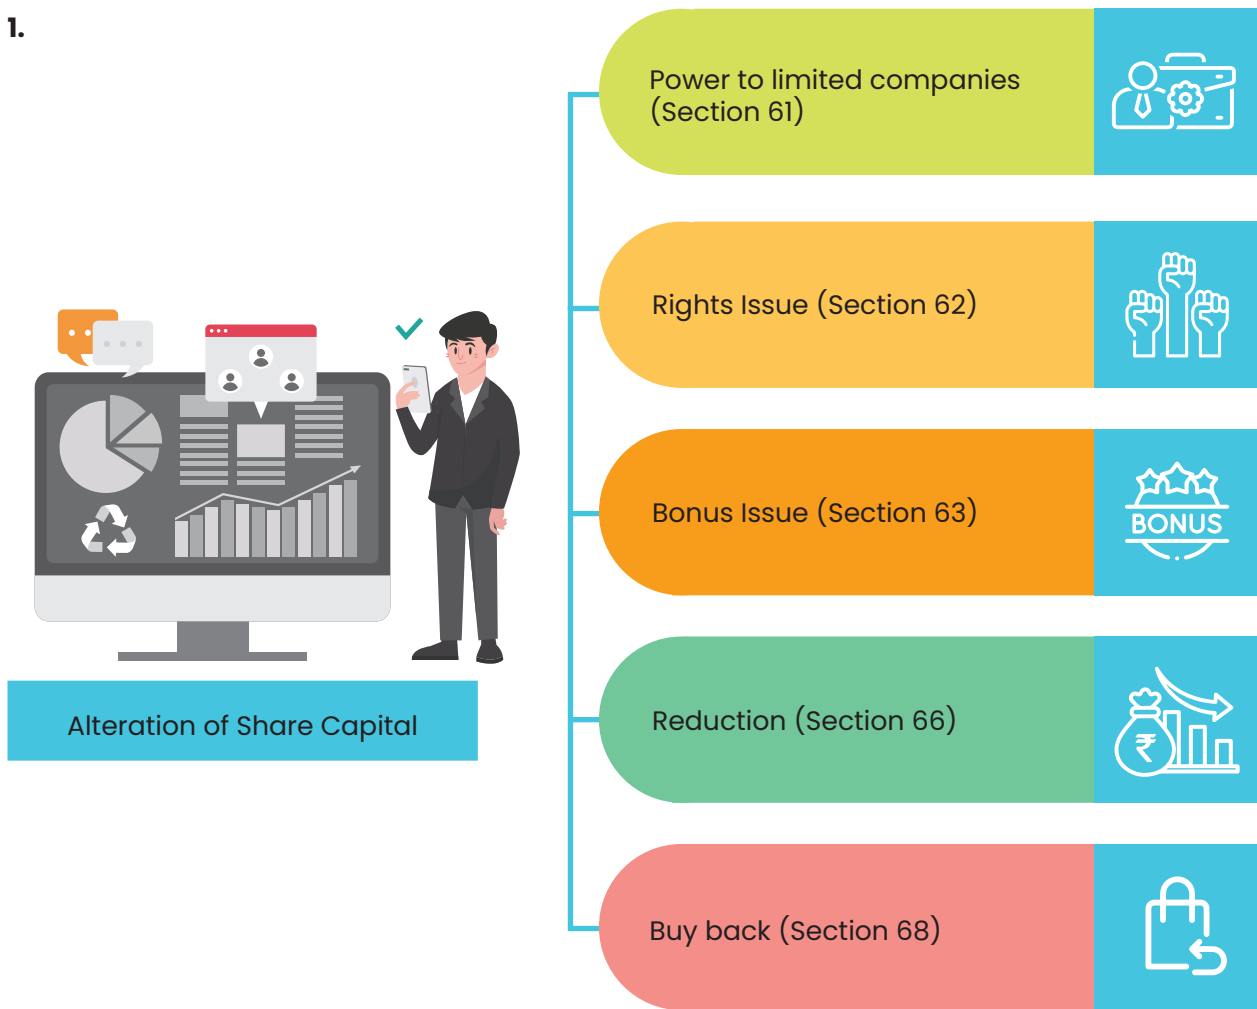 1.
Power to limited companies
(Section 61)
Rights Issue (Section 62)
Bonus Issue (Section 63)
BONUS
Reduction (Section 66)
₹
Buy back (Section 68)
Alteration of Share Capital